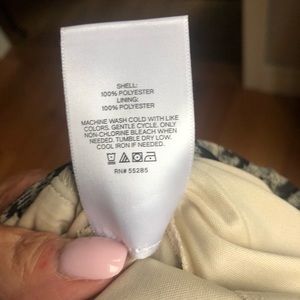 SHELL:
100% POLYESTER
LINING:
100% POLYESTER
MACHINE WASH COLD WITH LIKE
COLORS. GENTLE CYCLE. ONLY
NON-CHLORINE BLEACH WHEN
NEEDED. TUMBLE DRY LOW.
COOL IRON IF NEEDED.
RN# 55285